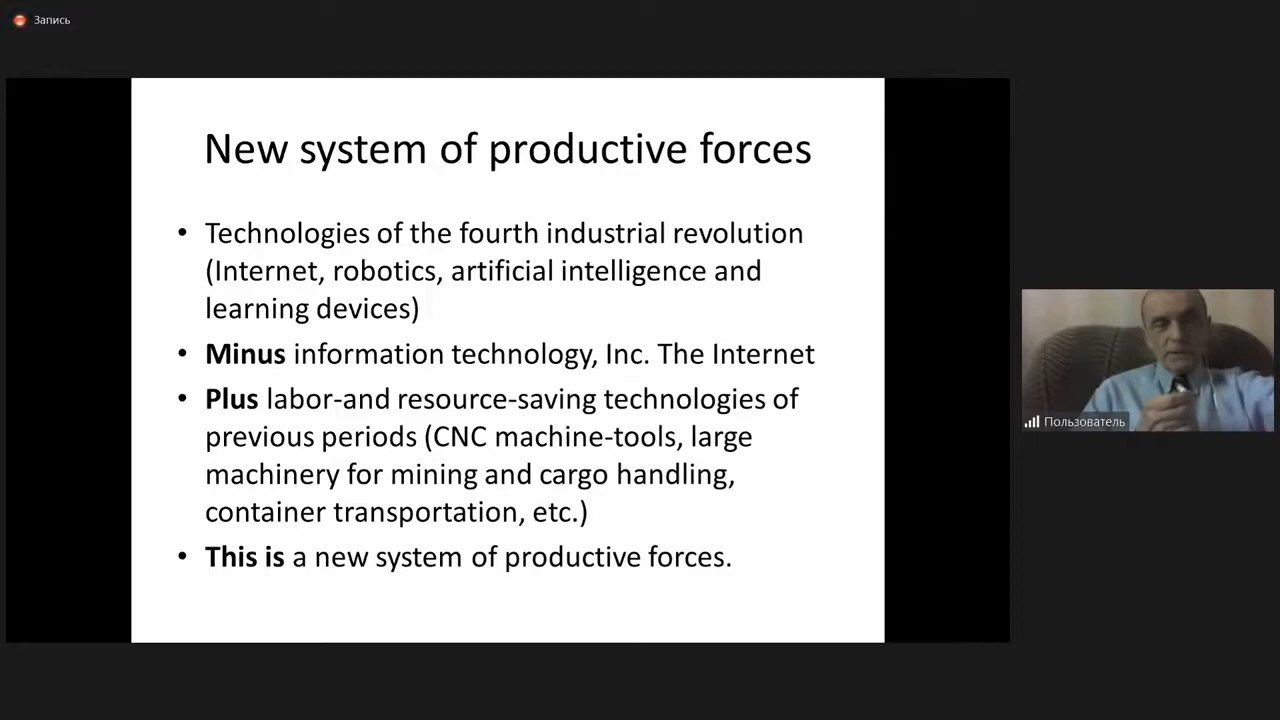 Запись
New system of productive forces
• Technologies of the fourth industrial revolution
(Internet, robotics, artificial intelligence and
learning devices)
• Minus information technology, Inc. The Internet
• Plus labor-and resource-saving technologies of
previous periods (CNC machine-tools, large
machinery for mining and cargo handling,
container transportation, etc.)
• This is a new system of productive forces.
Пользователь